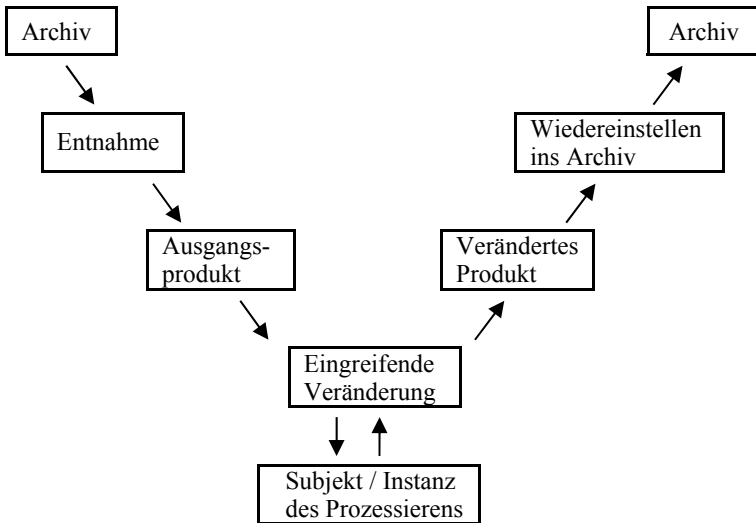 Archiv
Archiv
Entnahme
Wiedereinstellen
ins Archiv
Ausgangs-
produkt
Verändertes
Produkt
Eingreifende
Veränderung
Subjekt / Instanz
des Prozessierens